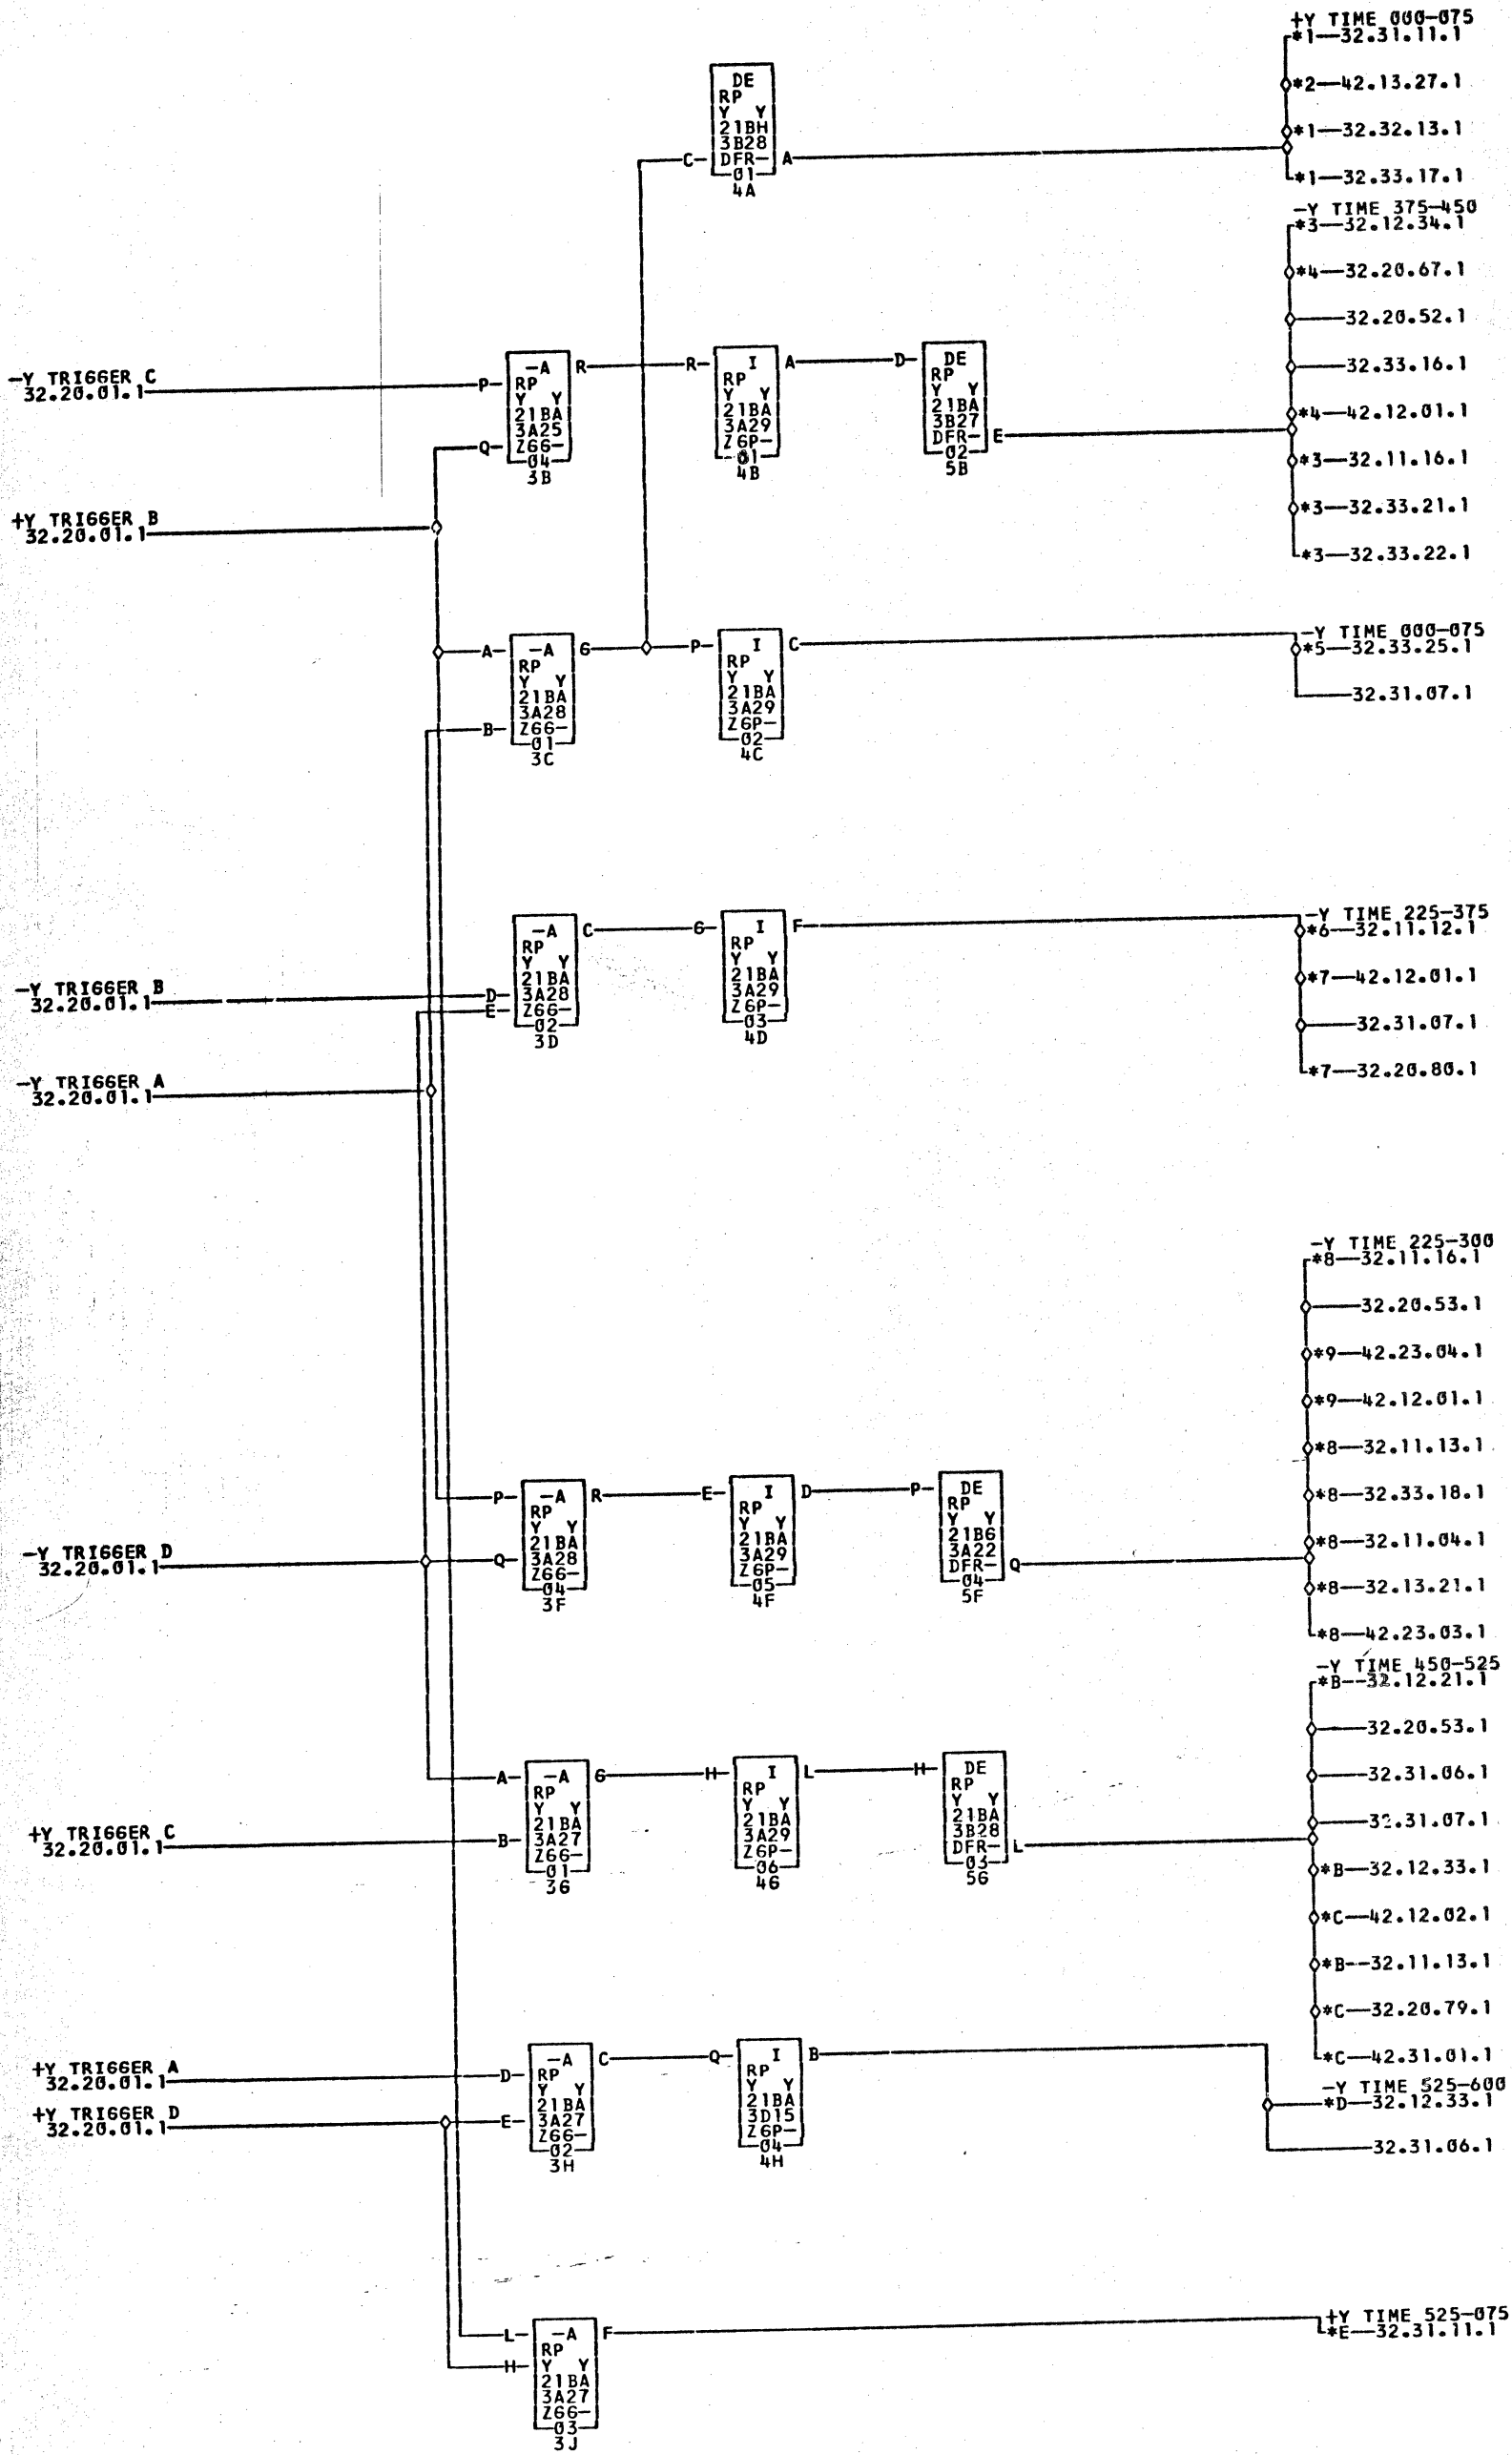 +Y TIME 000-075
*1—32.31.11.1
*2—42.13.27.1
*1—32.32.13.1
*1—32.33.17.1
DE
RP
Y Y
21BH
3B28
C DFR— A
01
4A
-Y TIME 375-450
*3—32.12.34.1
*4—32.20.67.1
32.20.52.1
32.33.16.1
*4—42.12.01.1
*3—32.11.16.1
*3—32.33.21.1
*3—32.33.22.1
-Y TRIGGER C
32.20.01.1
P -A R
RP
Y Y
21BA
3A25
Q Z66—
04
3B
R I A
RP
Y Y
21BA
3A29
Z6P—
01
4B
D DE
RP
Y Y
21BA
3B27
DFR— E
02
5B
+Y TRIGGER B
32.20.01.1
A -A G
RP
Y Y
21BA
3A28
B Z66—
01
3C
P I C
RP
Y Y
21BA
3A29
Z6P—
02
4C
-Y TIME 000-075
*5—32.33.25.1
32.31.07.1
-Y TRIGGER B
32.20.01.1
-A C
RP
Y Y
21BA
D 3A28
E Z66—
02
3D
G I F
RP
Y Y
21BA
3A29
Z6P—
03
4D
-Y TIME 225-375
*6—32.11.12.1
*7—42.12.01.1
32.31.07.1
*7—32.20.80.1
-Y TRIGGER A
32.20.01.1
-Y TIME 225-300
*8—32.11.16.1
32.20.53.1
*9—42.23.04.1
*9—42.12.01.1
*8—32.11.13.1
*8—32.33.18.1
*8—32.11.04.1
*8—32.13.21.1
*8—42.23.03.1
-Y TRIGGER D
32.20.01.1
P -A R
RP
Y Y
21BA
Q 3A28
Z66—
04
3F
E I D
RP
Y Y
21BA
3A29
Z6P—
05
4F
P DE
RP
Y Y
21BG
3A22
DFR— Q
04
5F
-Y TIME 450-525
*B--32.12.21.1
32.20.53.1
32.31.06.1
32.31.07.1
*B—32.12.33.1
*C—42.12.02.1
*B--32.11.13.1
*C—32.20.79.1
*C—42.31.01.1
+Y TRIGGER C
32.20.01.1
A -A G
RP
Y Y
21BA
B 3A27
Z66—
01
3G
H I L
RP
Y Y
21BA
3A29
Z6P—
06
4G
H DE
RP
Y Y
21BA
3B28
DFR— L
03
5G
+Y TRIGGER A
32.20.01.1
+Y TRIGGER D
32.20.01.1
-A C
D RP
Y Y
21BA
E 3A27
Z66—
02
3H
Q I B
RP
Y Y
21BA
3D15
Z6P—
04
4H
-Y TIME 525-600
*D—32.12.33.1
32.31.06.1
L -A F
RP
H Y Y
21BA
3A27
Z66—
03
3J
+Y TIME 525-075
*E—32.31.11.1